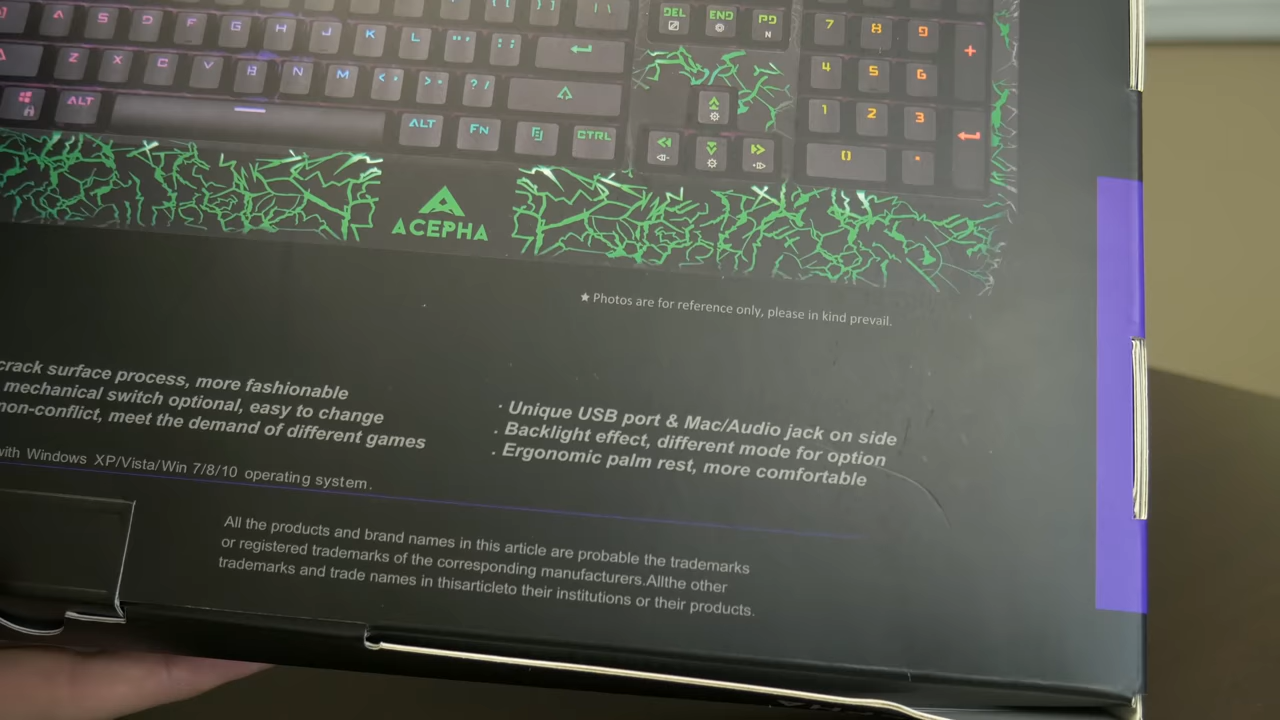 A S D F G H J K L "' :;
DEL END PD
N
7 8 9 +
Z X C V B N M <, >. ?/
4 5 6
ALT ALT FN CTRL
1 2 3
0 .
ACEPHA
★ Photos are for reference only, please in kind prevail.
crack surface process, more fashionable
mechanical switch optional, easy to change
non-conflict, meet the demand of different games
· Unique USB port & Mac/Audio jack on side
. Backlight effect, different mode for option
. Ergonomic palm rest, more comfortable
with Windows XP/Vista/Win 7/8/10 operating system.
All the products and brand names in this article are probable the trademarks
or registered trademarks of the corresponding manufacturers.Allthe other
trademarks and trade names in thisarticleto their institutions or their products.
ACEPHA